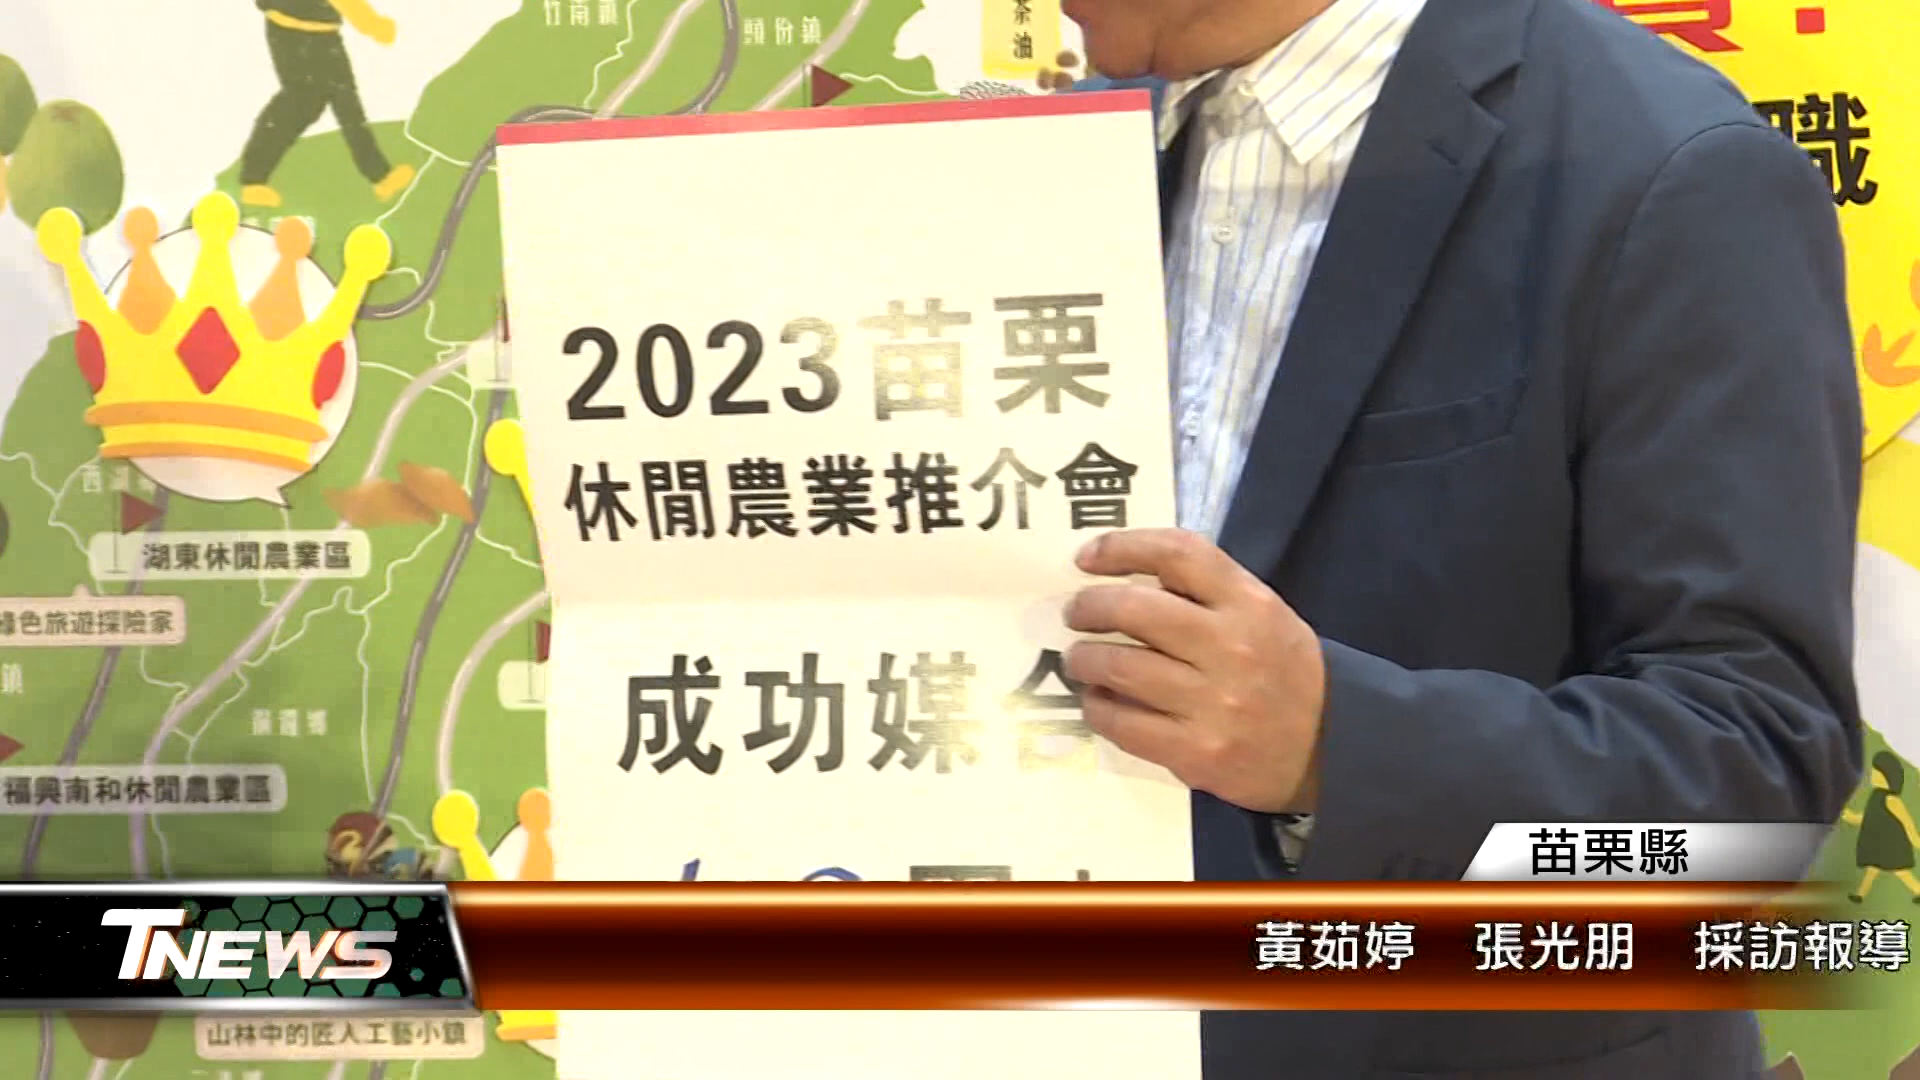 竹南鎮
頭份鎮
茶油
職
2023苗栗
休閒農業推介會
成功媒合
湖東休閒農業區
綠色旅遊探險家
鎮
福興南和休閒農業區
苗栗縣
TNEWS
黃茹婷 張光朋 採訪報導
山林中的匠人工藝小鎮